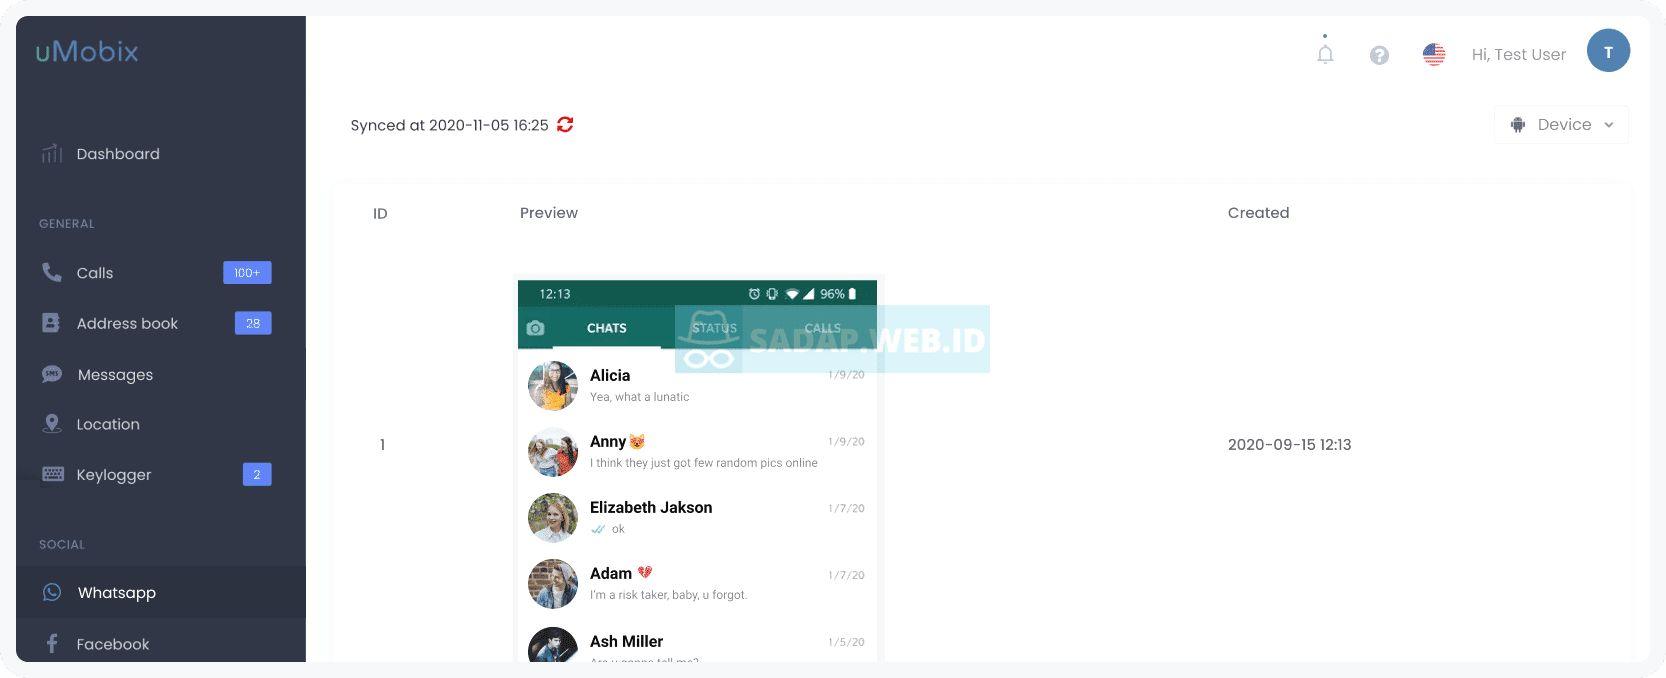 uMobix
Hi, Test User
T
Synced at 2020-11-05 16:25
Device
Dashboard
GENERAL
Calls 100+
Address book 28
Messages
Location
Keylogger 2
SOCIAL
Whatsapp
Facebook
ID Preview Created
1 2020-09-15 12:13
12:13 96%
CHATS STATUS CALLS
SADAP.WEB.ID
Alicia 1/9/20
Yea, what a lunatic
Anny 😻 1/9/20
I think they just got few random pics online
Elizabeth Jakson 1/7/20
ok
Adam 💔 1/7/20
I'm a risk taker, baby, u forgot.
Ash Miller 1/5/20
Are u gonna tell me?